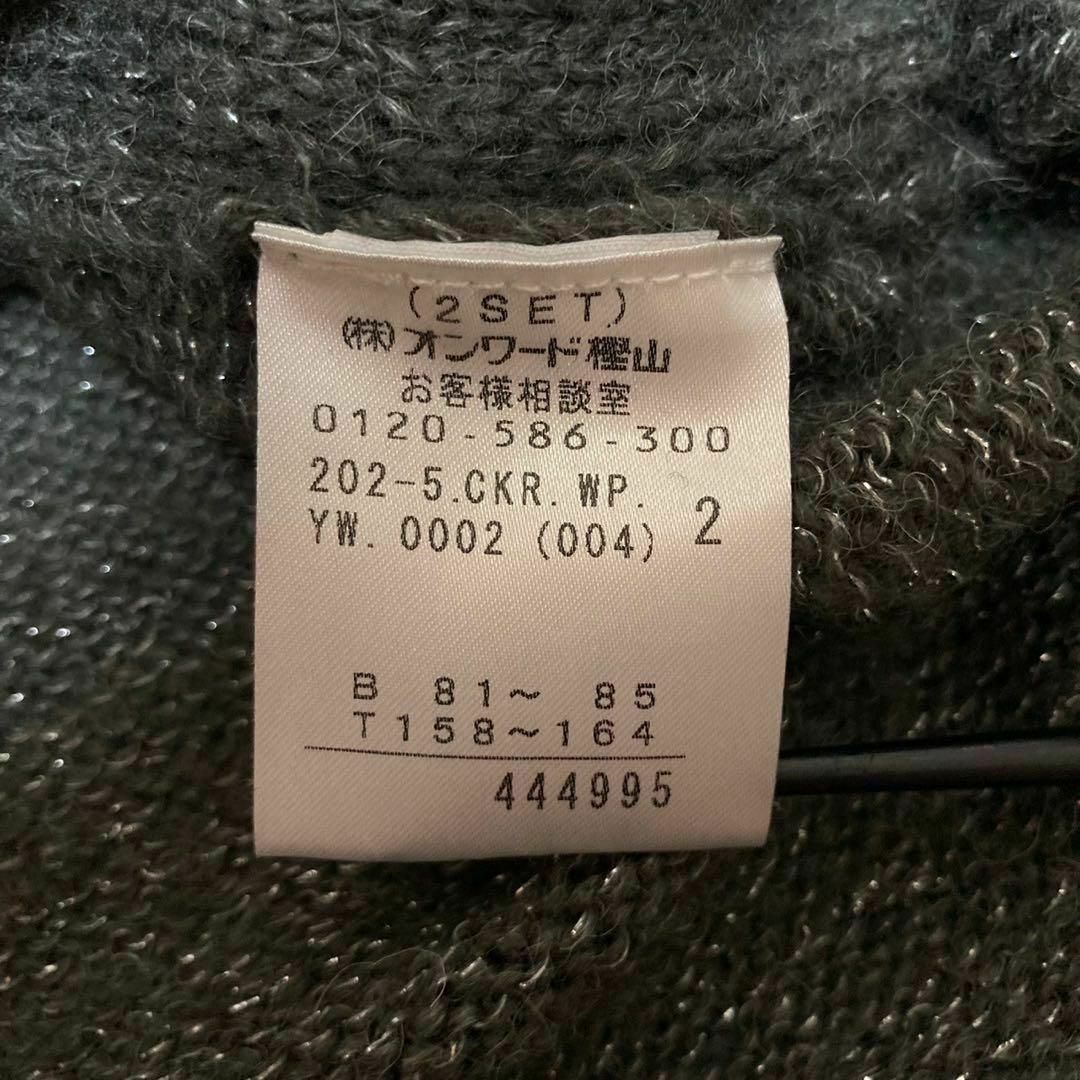 (2SET)
㈱オンワード樫山
お客様相談室
0120-586-300
202-5.CKR.WP.
YW.0002 (004) 2
B 81～ 85
T158～164
444995